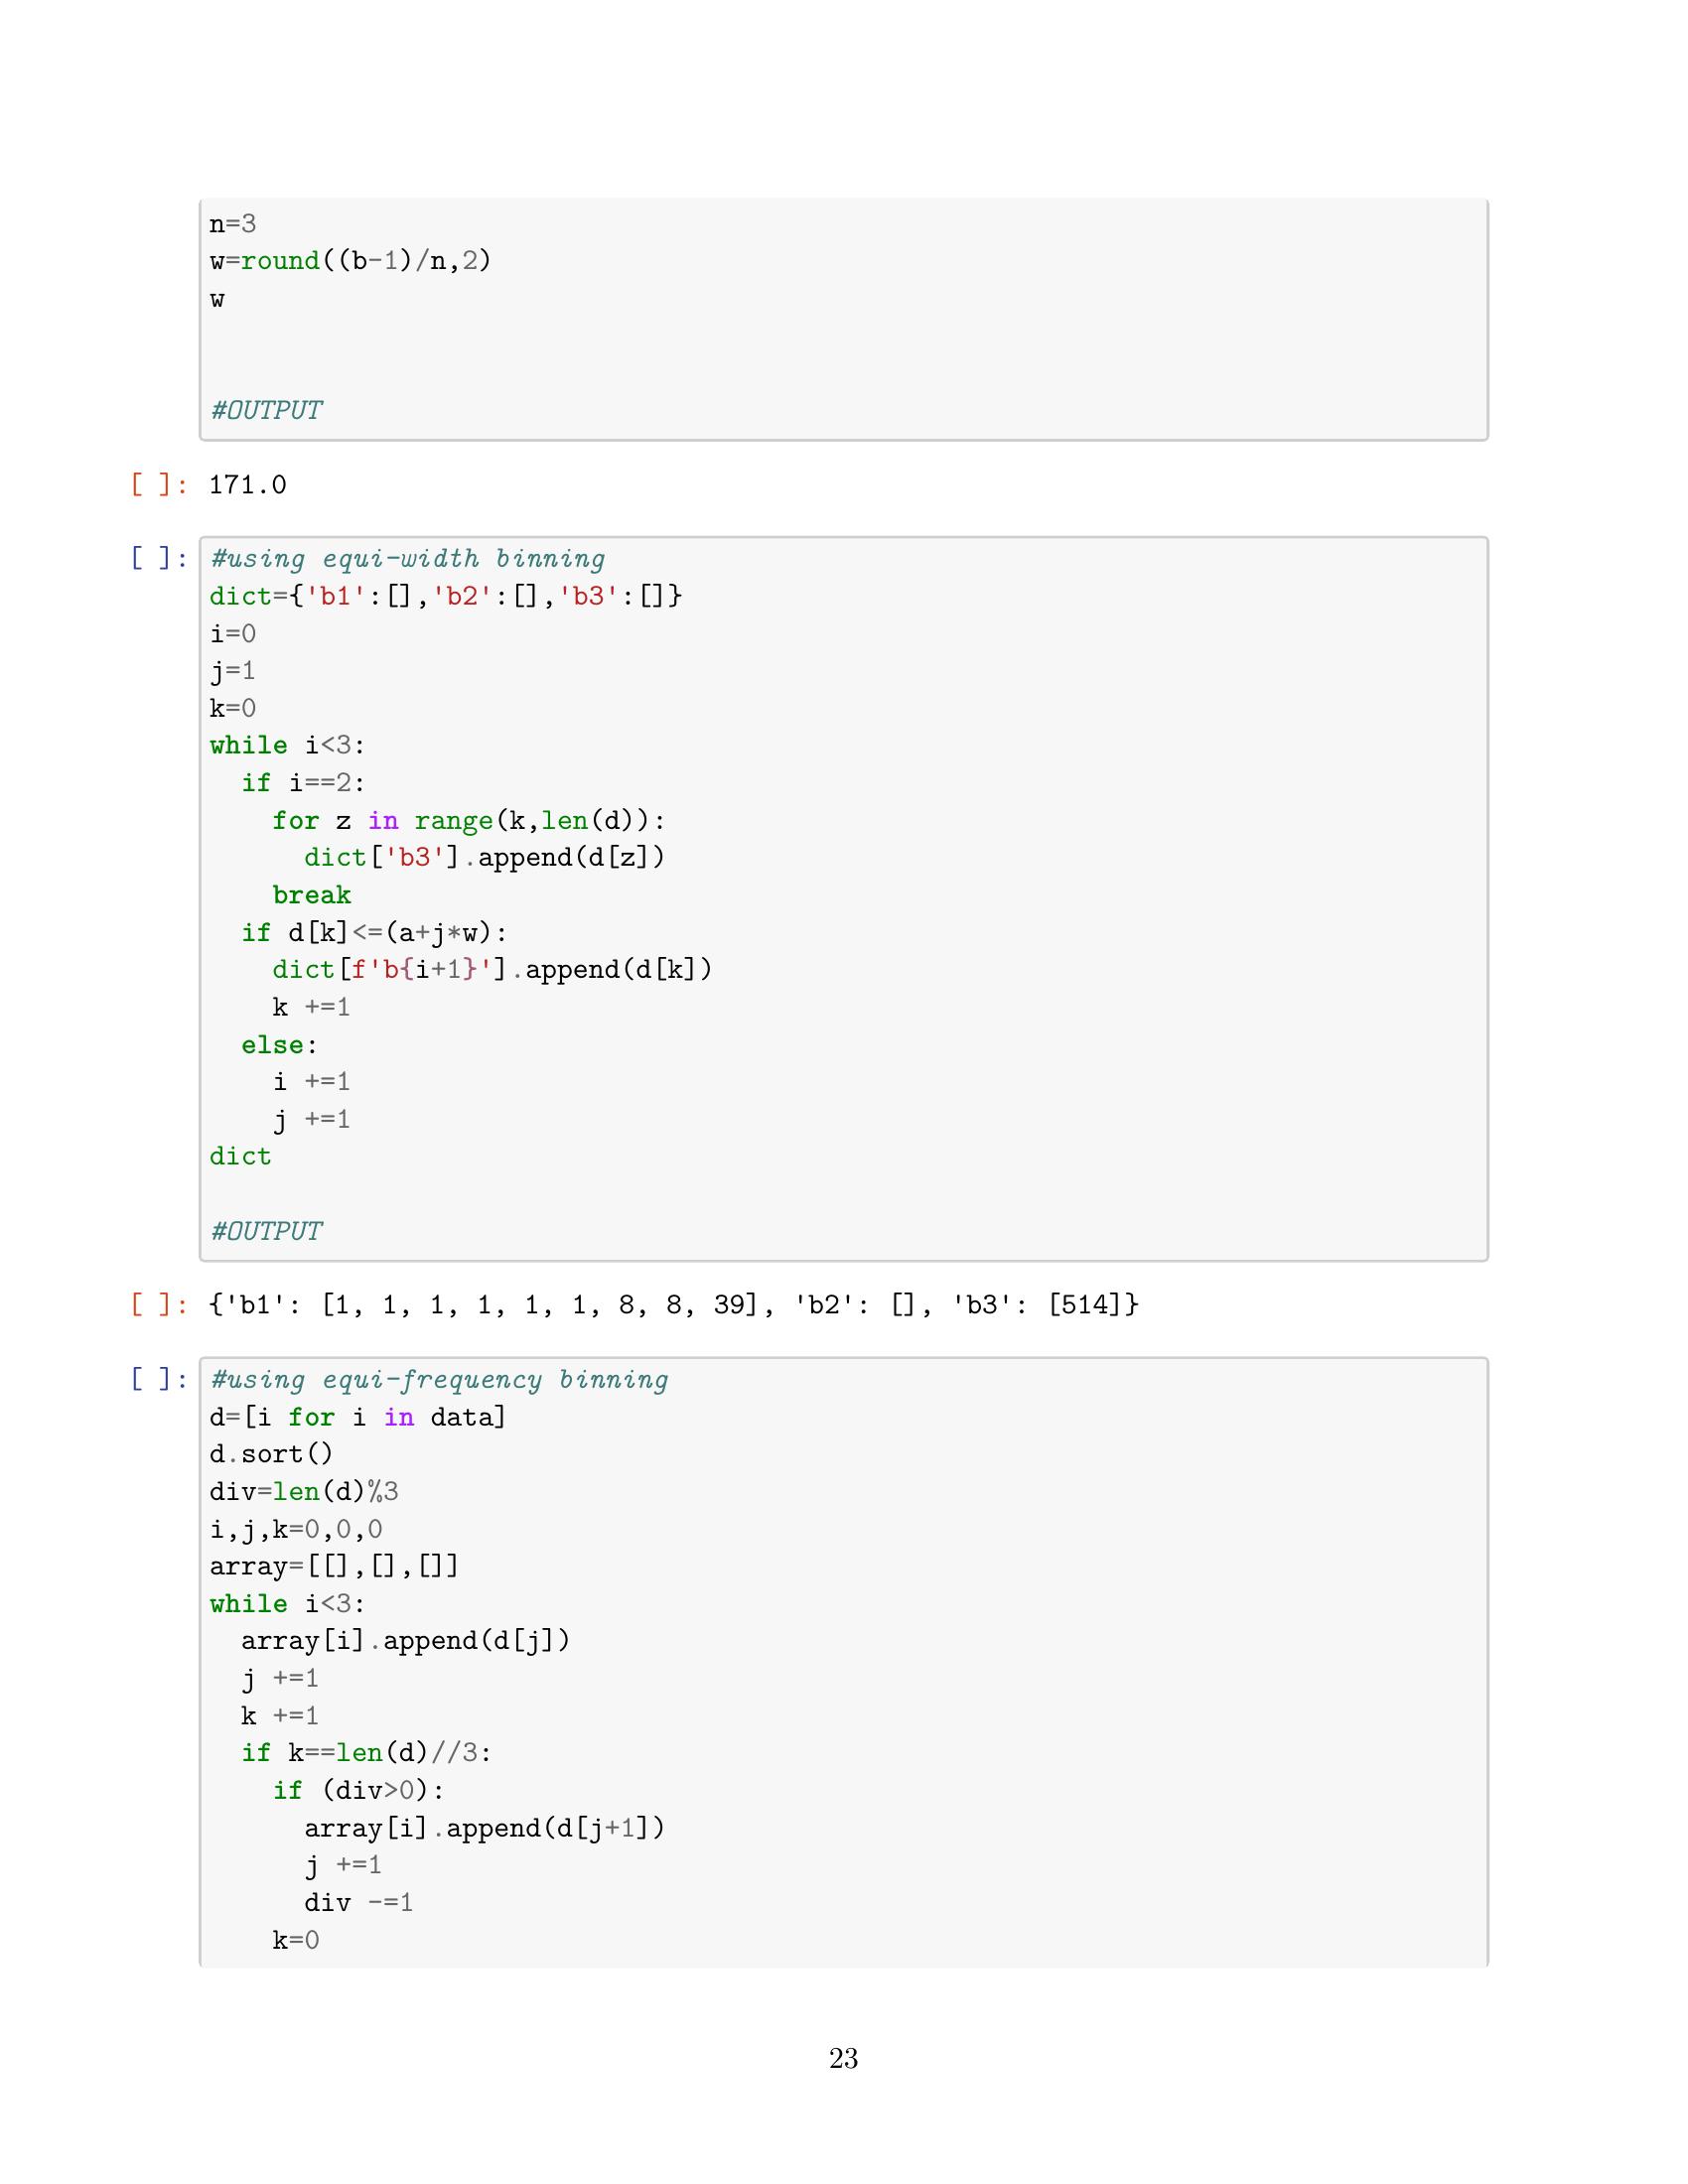 n=3
w=round((b-1)/n,2)
w
#OUTPUT
[ ]: 171.0
[ ]: #using equi-width binning
dict={'b1':[],'b2':[],'b3':[]}
i=0
j=1
k=0
while i<3:
  if i==2:
    for z in range(k,len(d)):
      dict['b3'].append(d[z])
    break
  if d[k]<=(a+j*w):
    dict[f'b{i+1}'].append(d[k])
    k +=1
  else:
    i +=1
    j +=1
dict
#OUTPUT
[ ]: {'b1': [1, 1, 1, 1, 1, 1, 8, 8, 39], 'b2': [], 'b3': [514]}
[ ]: #using equi-frequency binning
d=[i for i in data]
d.sort()
div=len(d)%3
i,j,k=0,0,0
array=[[],[],[]]
while i<3:
  array[i].append(d[j])
  j +=1
  k +=1
  if k==len(d)//3:
    if (div>0):
      array[i].append(d[j+1])
      j +=1
      div -=1
    k=0
23